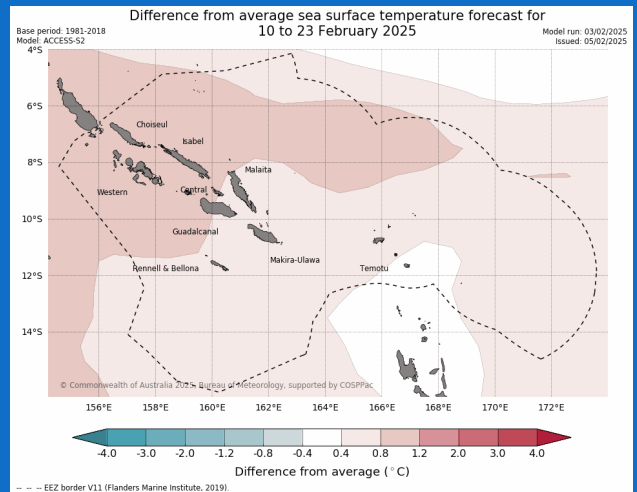 Difference from average sea surface temperature forecast for
10 to 23 February 2025
Base period: 1981-2018
Model: ACCESS-S2
Model run: 03/02/2025
Issued: 05/02/2025
4°S
6°S
8°S
10°S
12°S
14°S
Choiseul
Isabel
Malaita
Western
Central
Guadalcanal
Makira-Ulawa
Rennell & Bellona
Temotu
© Commonwealth of Australia 2025, Bureau of Meteorology, supported by COSPPac
156°E 158°E 160°E 162°E 164°E 166°E 168°E 170°E 172°E
-4.0 -3.0 -2.0 -1.2 -0.8 -0.4 0.4 0.8 1.2 2.0 3.0 4.0
Difference from average (°C)
-- -- -- EEZ border V11 (Flanders Marine Institute, 2019).